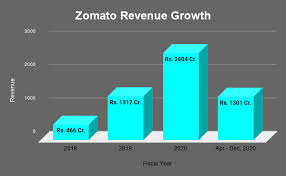 Zomato Revenue Growth
3000
2000
1000
0
Revenue
Rs. 466 Cr.
Rs. 1312 Cr.
Rs. 2604 Cr.
Rs. 1301 Cr.
2018
2019
2020
Apr - Dec, 2020
Fiscal Year